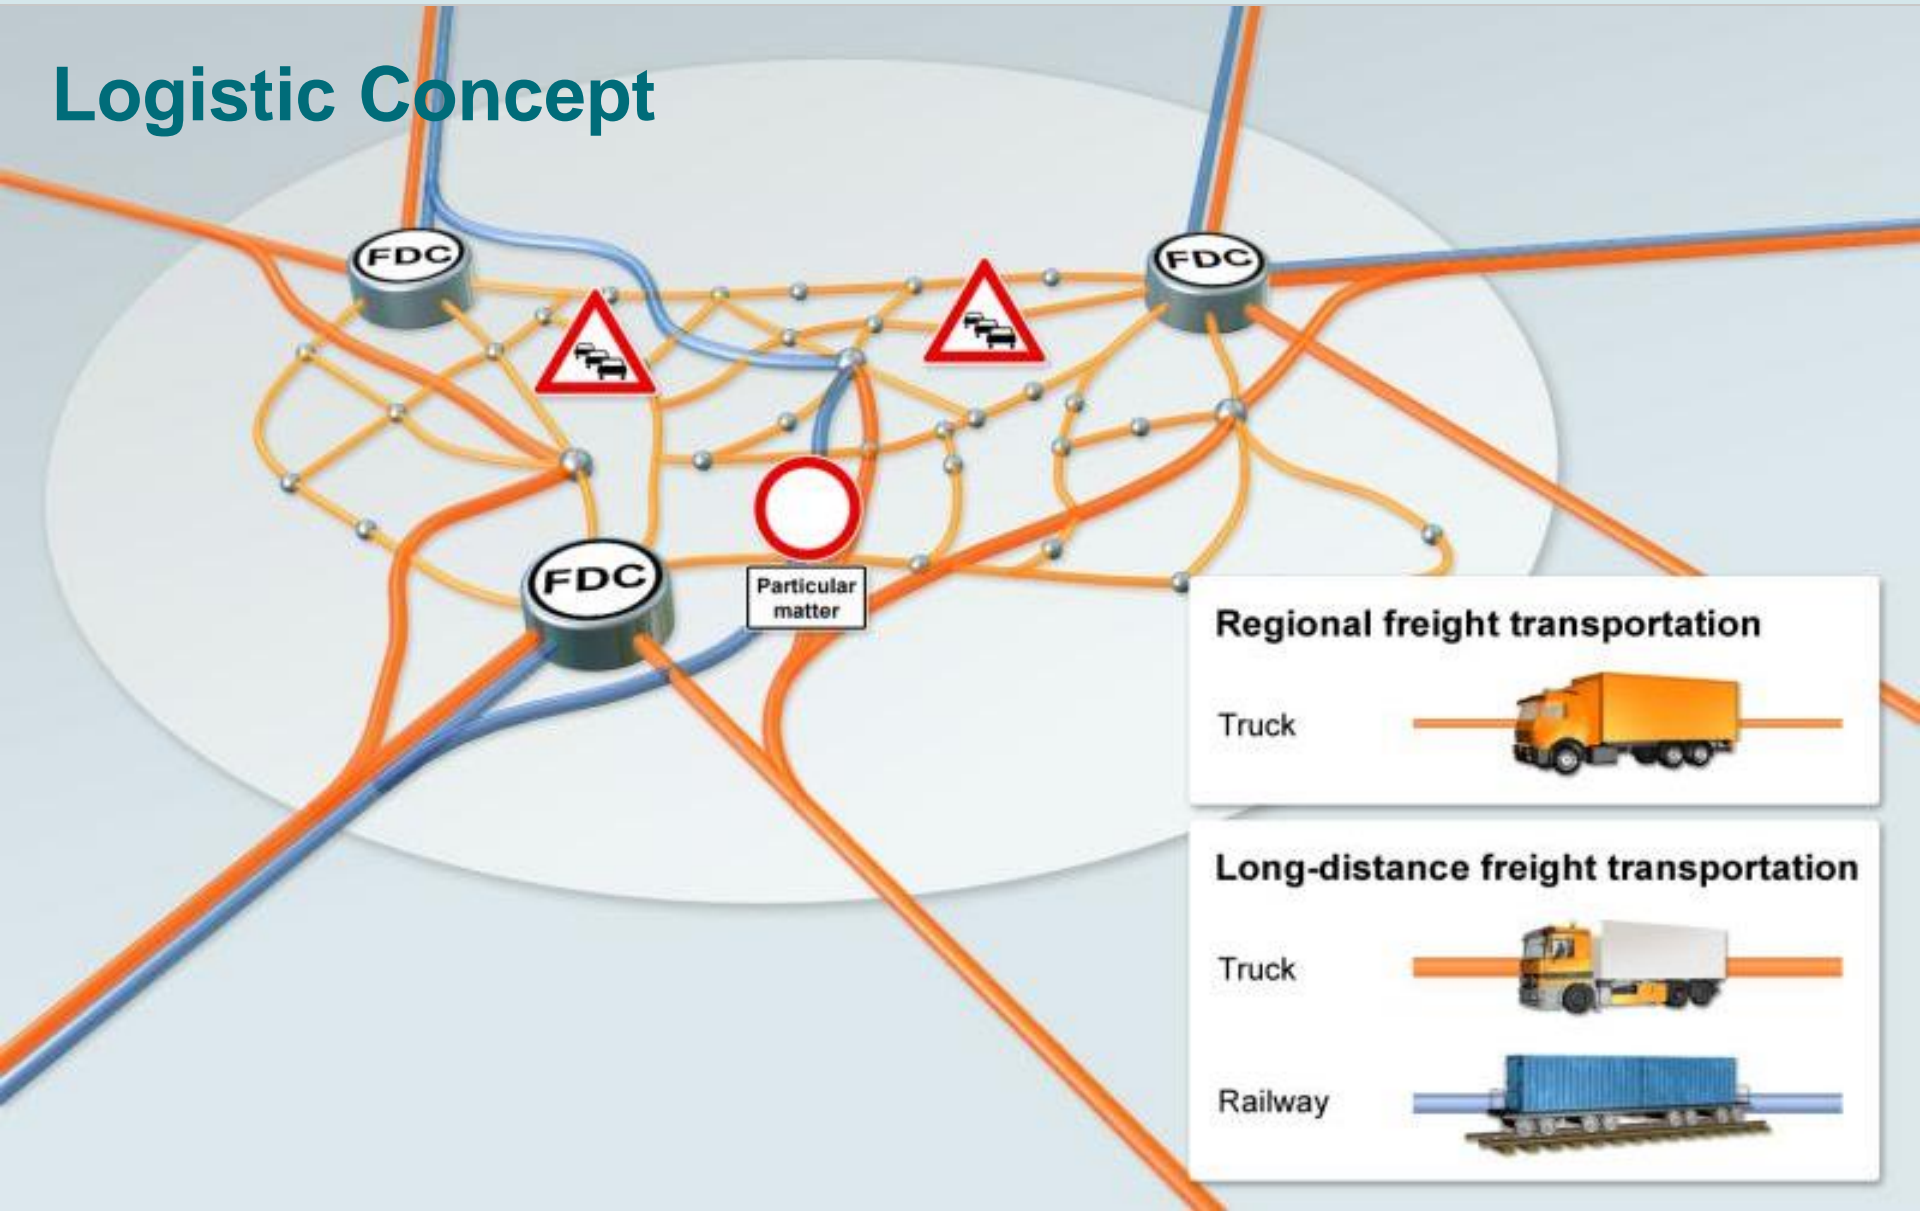 Logistic Concept
FDC
FDC
FDC
Particular
matter
Regional freight transportation
Truck
Long-distance freight transportation
Truck
Railway